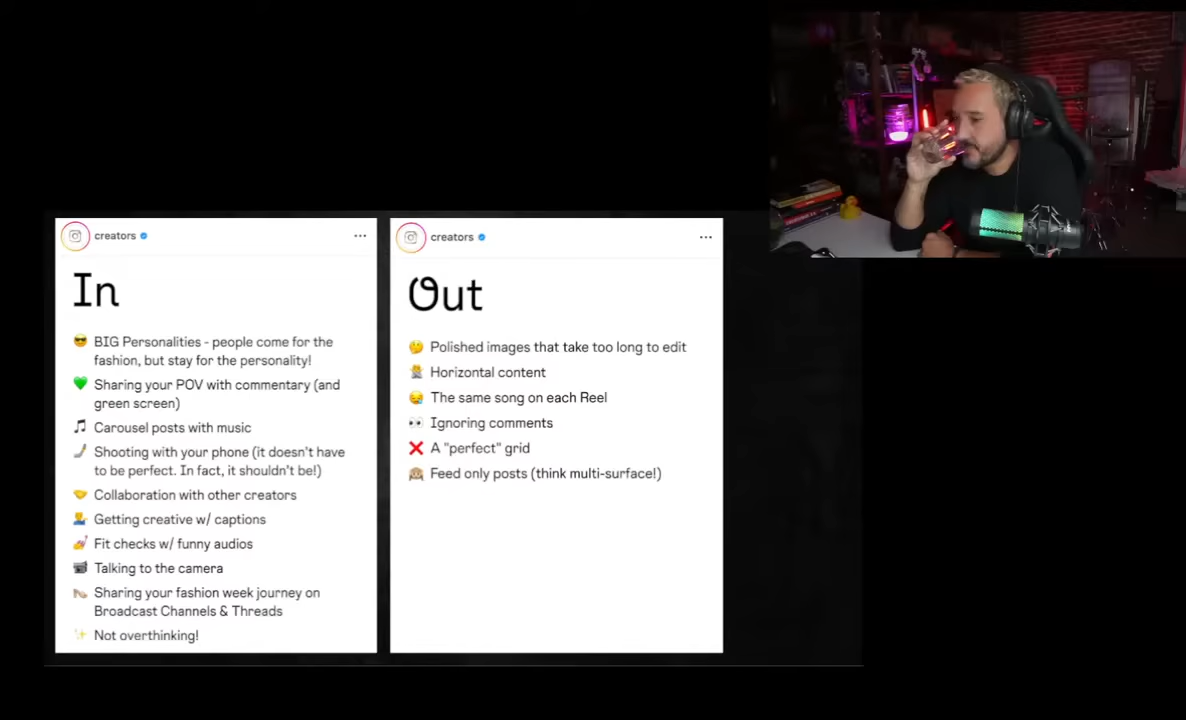 creators
In
BIG Personalities - people come for the
fashion, but stay for the personality!
Sharing your POV with commentary (and
green screen)
Carousel posts with music
Shooting with your phone (it doesn't have
to be perfect. In fact, it shouldn't be!)
Collaboration with other creators
Getting creative w/ captions
Fit checks w/ funny audios
Talking to the camera
Sharing your fashion week journey on
Broadcast Channels & Threads
Not overthinking!
creators
Out
Polished images that take too long to edit
Horizontal content
The same song on each Reel
Ignoring comments
A "perfect" grid
Feed only posts (think multi-surface!)